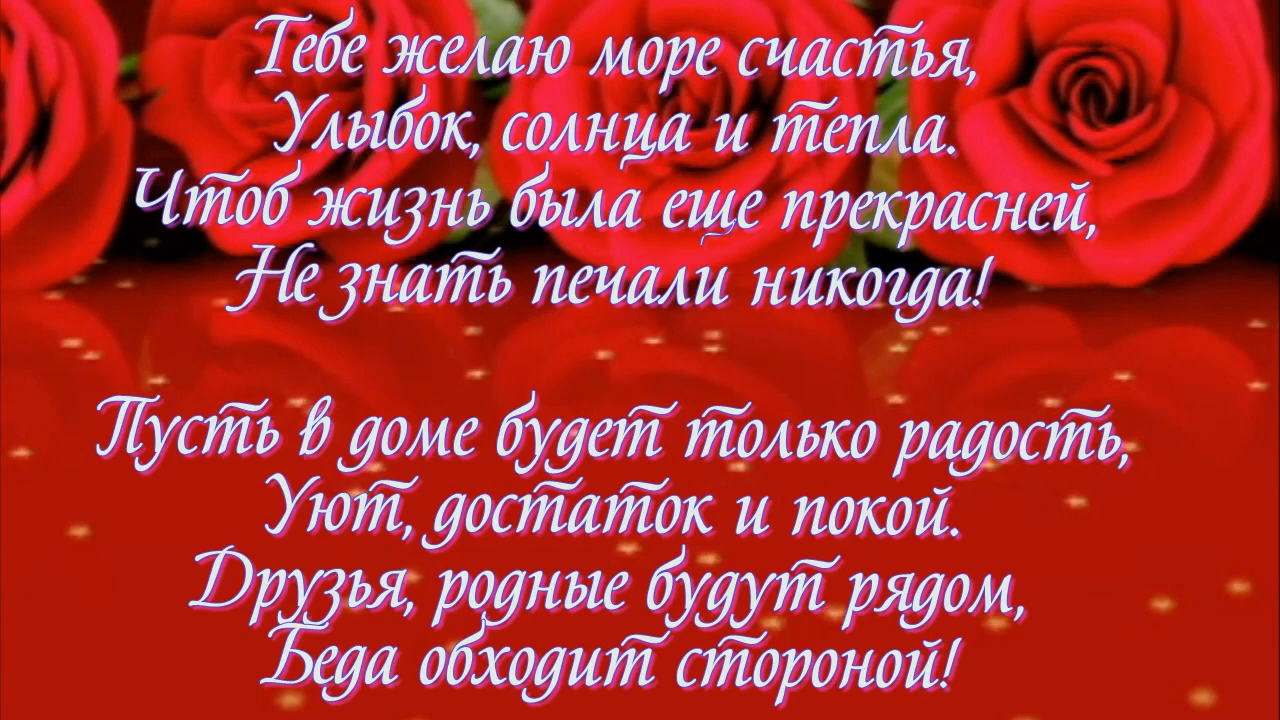 Тебе желаю море счастья,
Улыбок, солнца и тепла.
Чтоб жизнь была еще прекрасней,
Не знать печали никогда!
Пусть в доме будет только радость,
Уют, достаток и покой.
Друзья, родные будут рядом,
Беда обходит стороной!